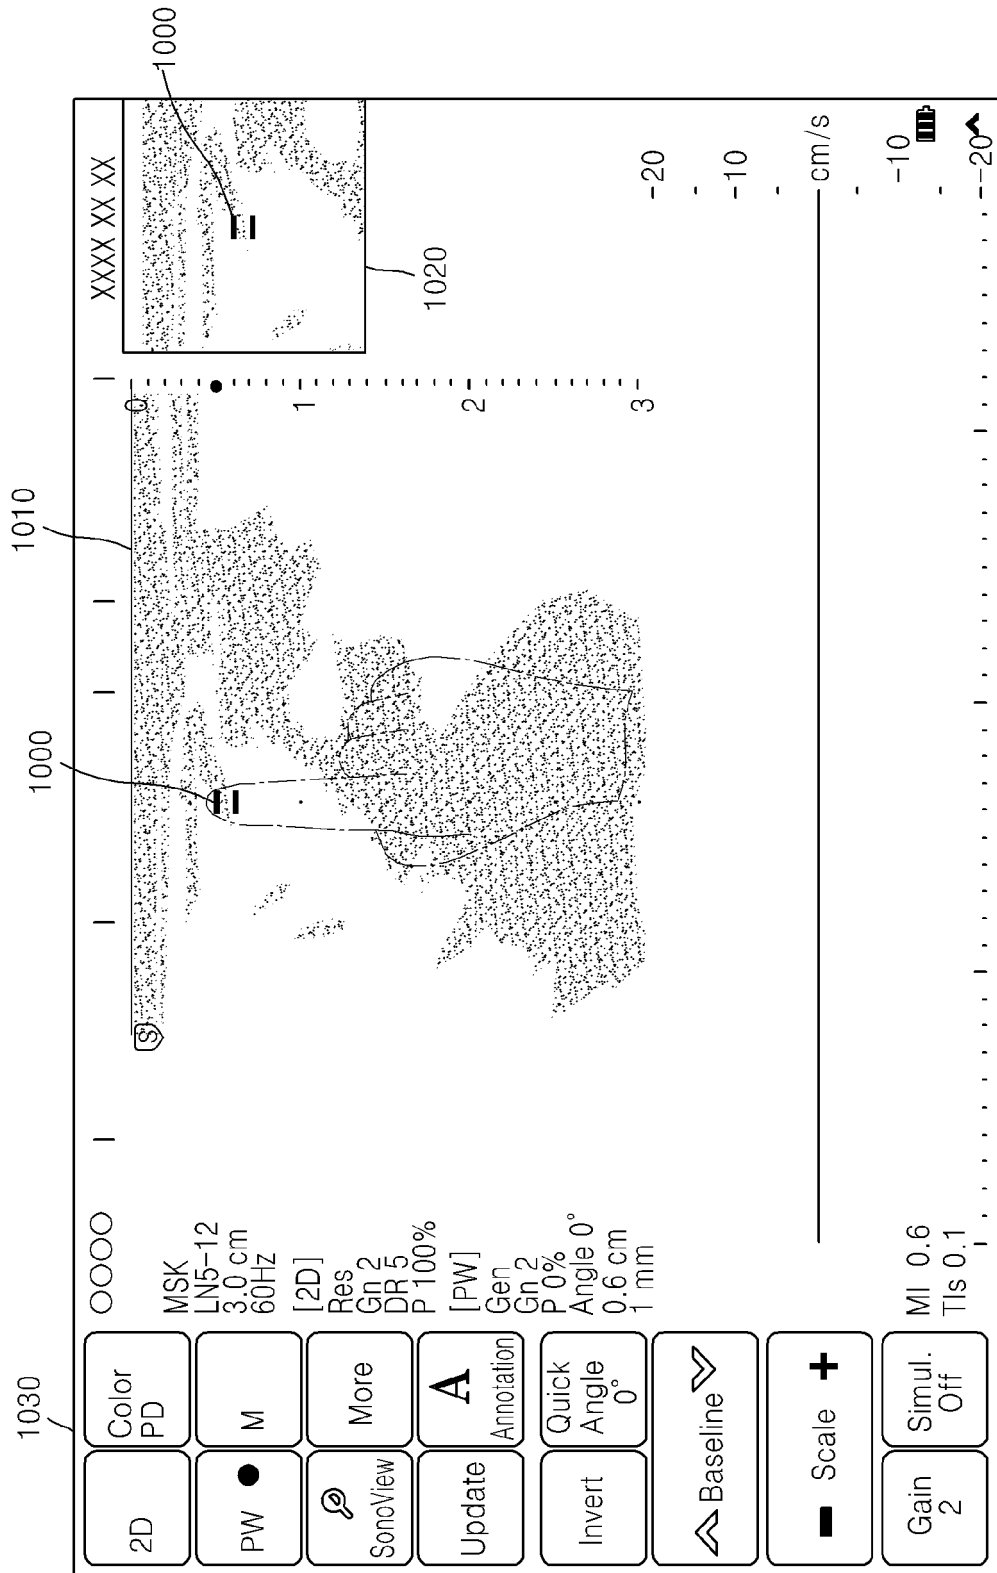 1030
1000
1010
1000
1020
2D
Color
PD
PW ●
M
SonoView
More
Update
A
Annotation
Invert
Quick
Angle
0°
Baseline
Scale
Gain
2
Simul.
Off
○○○○
MSK
LN5-12
3.0 cm
60Hz
[2D]
Res
Gn 2
DR 5
P 100%
[PW]
Gen
Gn 2
P 0%
Angle 0°
0.6 cm
1 mm
MI 0.6
TIs 0.1
S
0
1
2
3
XXXX XX XX
-20
-10
cm/s
-10
-20